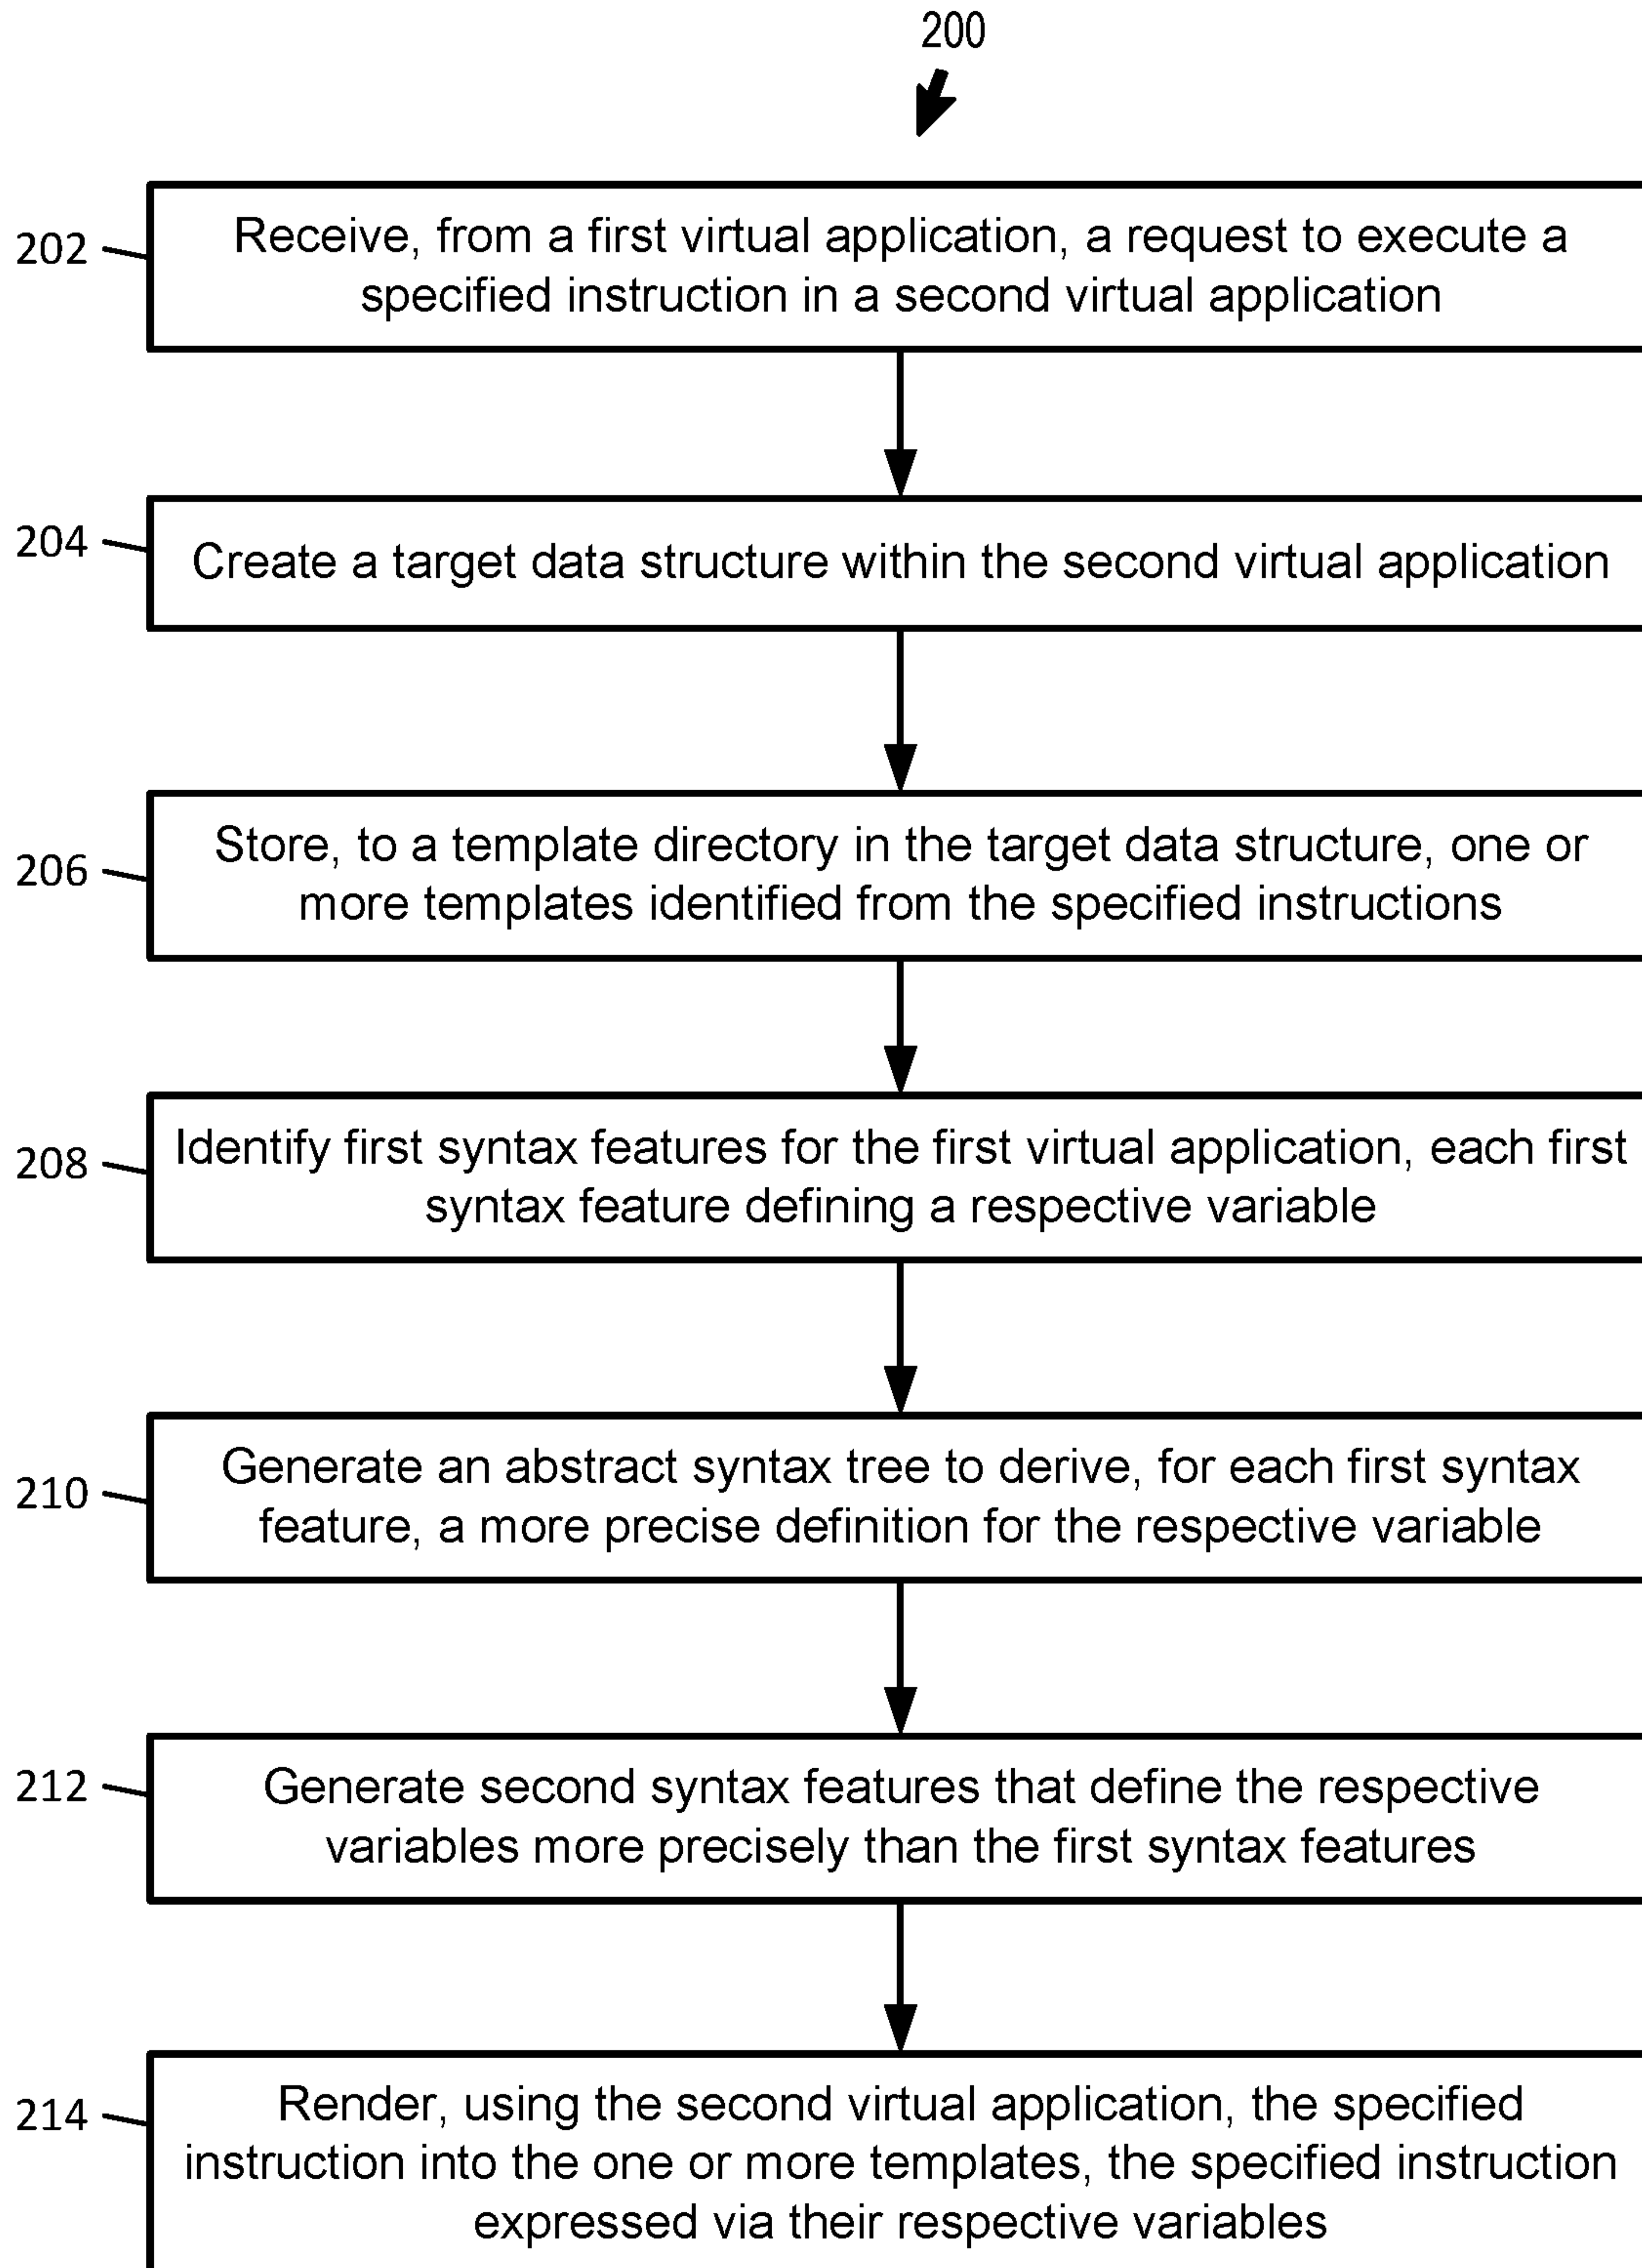 200
202
Receive, from a first virtual application, a request to execute a
specified instruction in a second virtual application
204
Create a target data structure within the second virtual application
206
Store, to a template directory in the target data structure, one or
more templates identified from the specified instructions
208
Identify first syntax features for the first virtual application, each first
syntax feature defining a respective variable
210
Generate an abstract syntax tree to derive, for each first syntax
feature, a more precise definition for the respective variable
212
Generate second syntax features that define the respective
variables more precisely than the first syntax features
214
Render, using the second virtual application, the specified
instruction into the one or more templates, the specified instruction
expressed via their respective variables